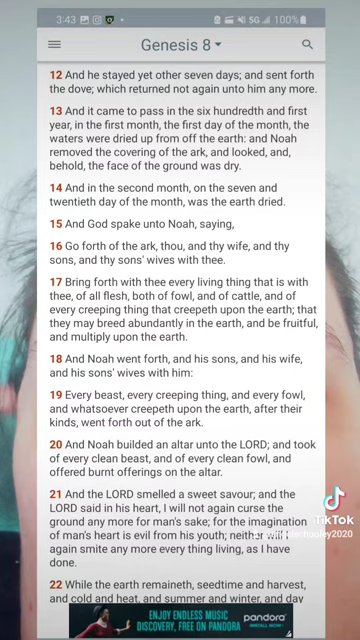 3:43
5G 100%
Genesis 8
12 And he stayed yet other seven days; and sent forth
the dove; which returned not again unto him any more.
13 And it came to pass in the six hundredth and first
year, in the first month, the first day of the month, the
waters were dried up from off the earth: and Noah
removed the covering of the ark, and looked, and,
behold, the face of the ground was dry.
14 And in the second month, on the seven and
twentieth day of the month, was the earth dried.
15 And God spake unto Noah, saying,
16 Go forth of the ark, thou, and thy wife, and thy
sons, and thy sons' wives with thee.
17 Bring forth with thee every living thing that is with
thee, of all flesh, both of fowl, and of cattle, and of
every creeping thing that creepeth upon the earth; that
they may breed abundantly in the earth, and be fruitful,
and multiply upon the earth.
18 And Noah went forth, and his sons, and his wife,
and his sons' wives with him:
19 Every beast, every creeping thing, and every fowl,
and whatsoever creepeth upon the earth, after their
kinds, went forth out of the ark.
20 And Noah builded an altar unto the LORD; and took
of every clean beast, and of every clean fowl, and
offered burnt offerings on the altar.
21 And the LORD smelled a sweet savour; and the
LORD said in his heart, I will not again curse the
ground any more for man's sake; for the imagination
of man's heart is evil from his youth; neither will I
again smite any more every thing living, as I have
done.
TikTok
22 While the earth remaineth, seedtime and harvest,
and cold and heat, and summer and winter, and day
ENJOY ENDLESS MUSIC
DISCOVERY, FREE ON PANDORA
pandora
INSTALL NOW